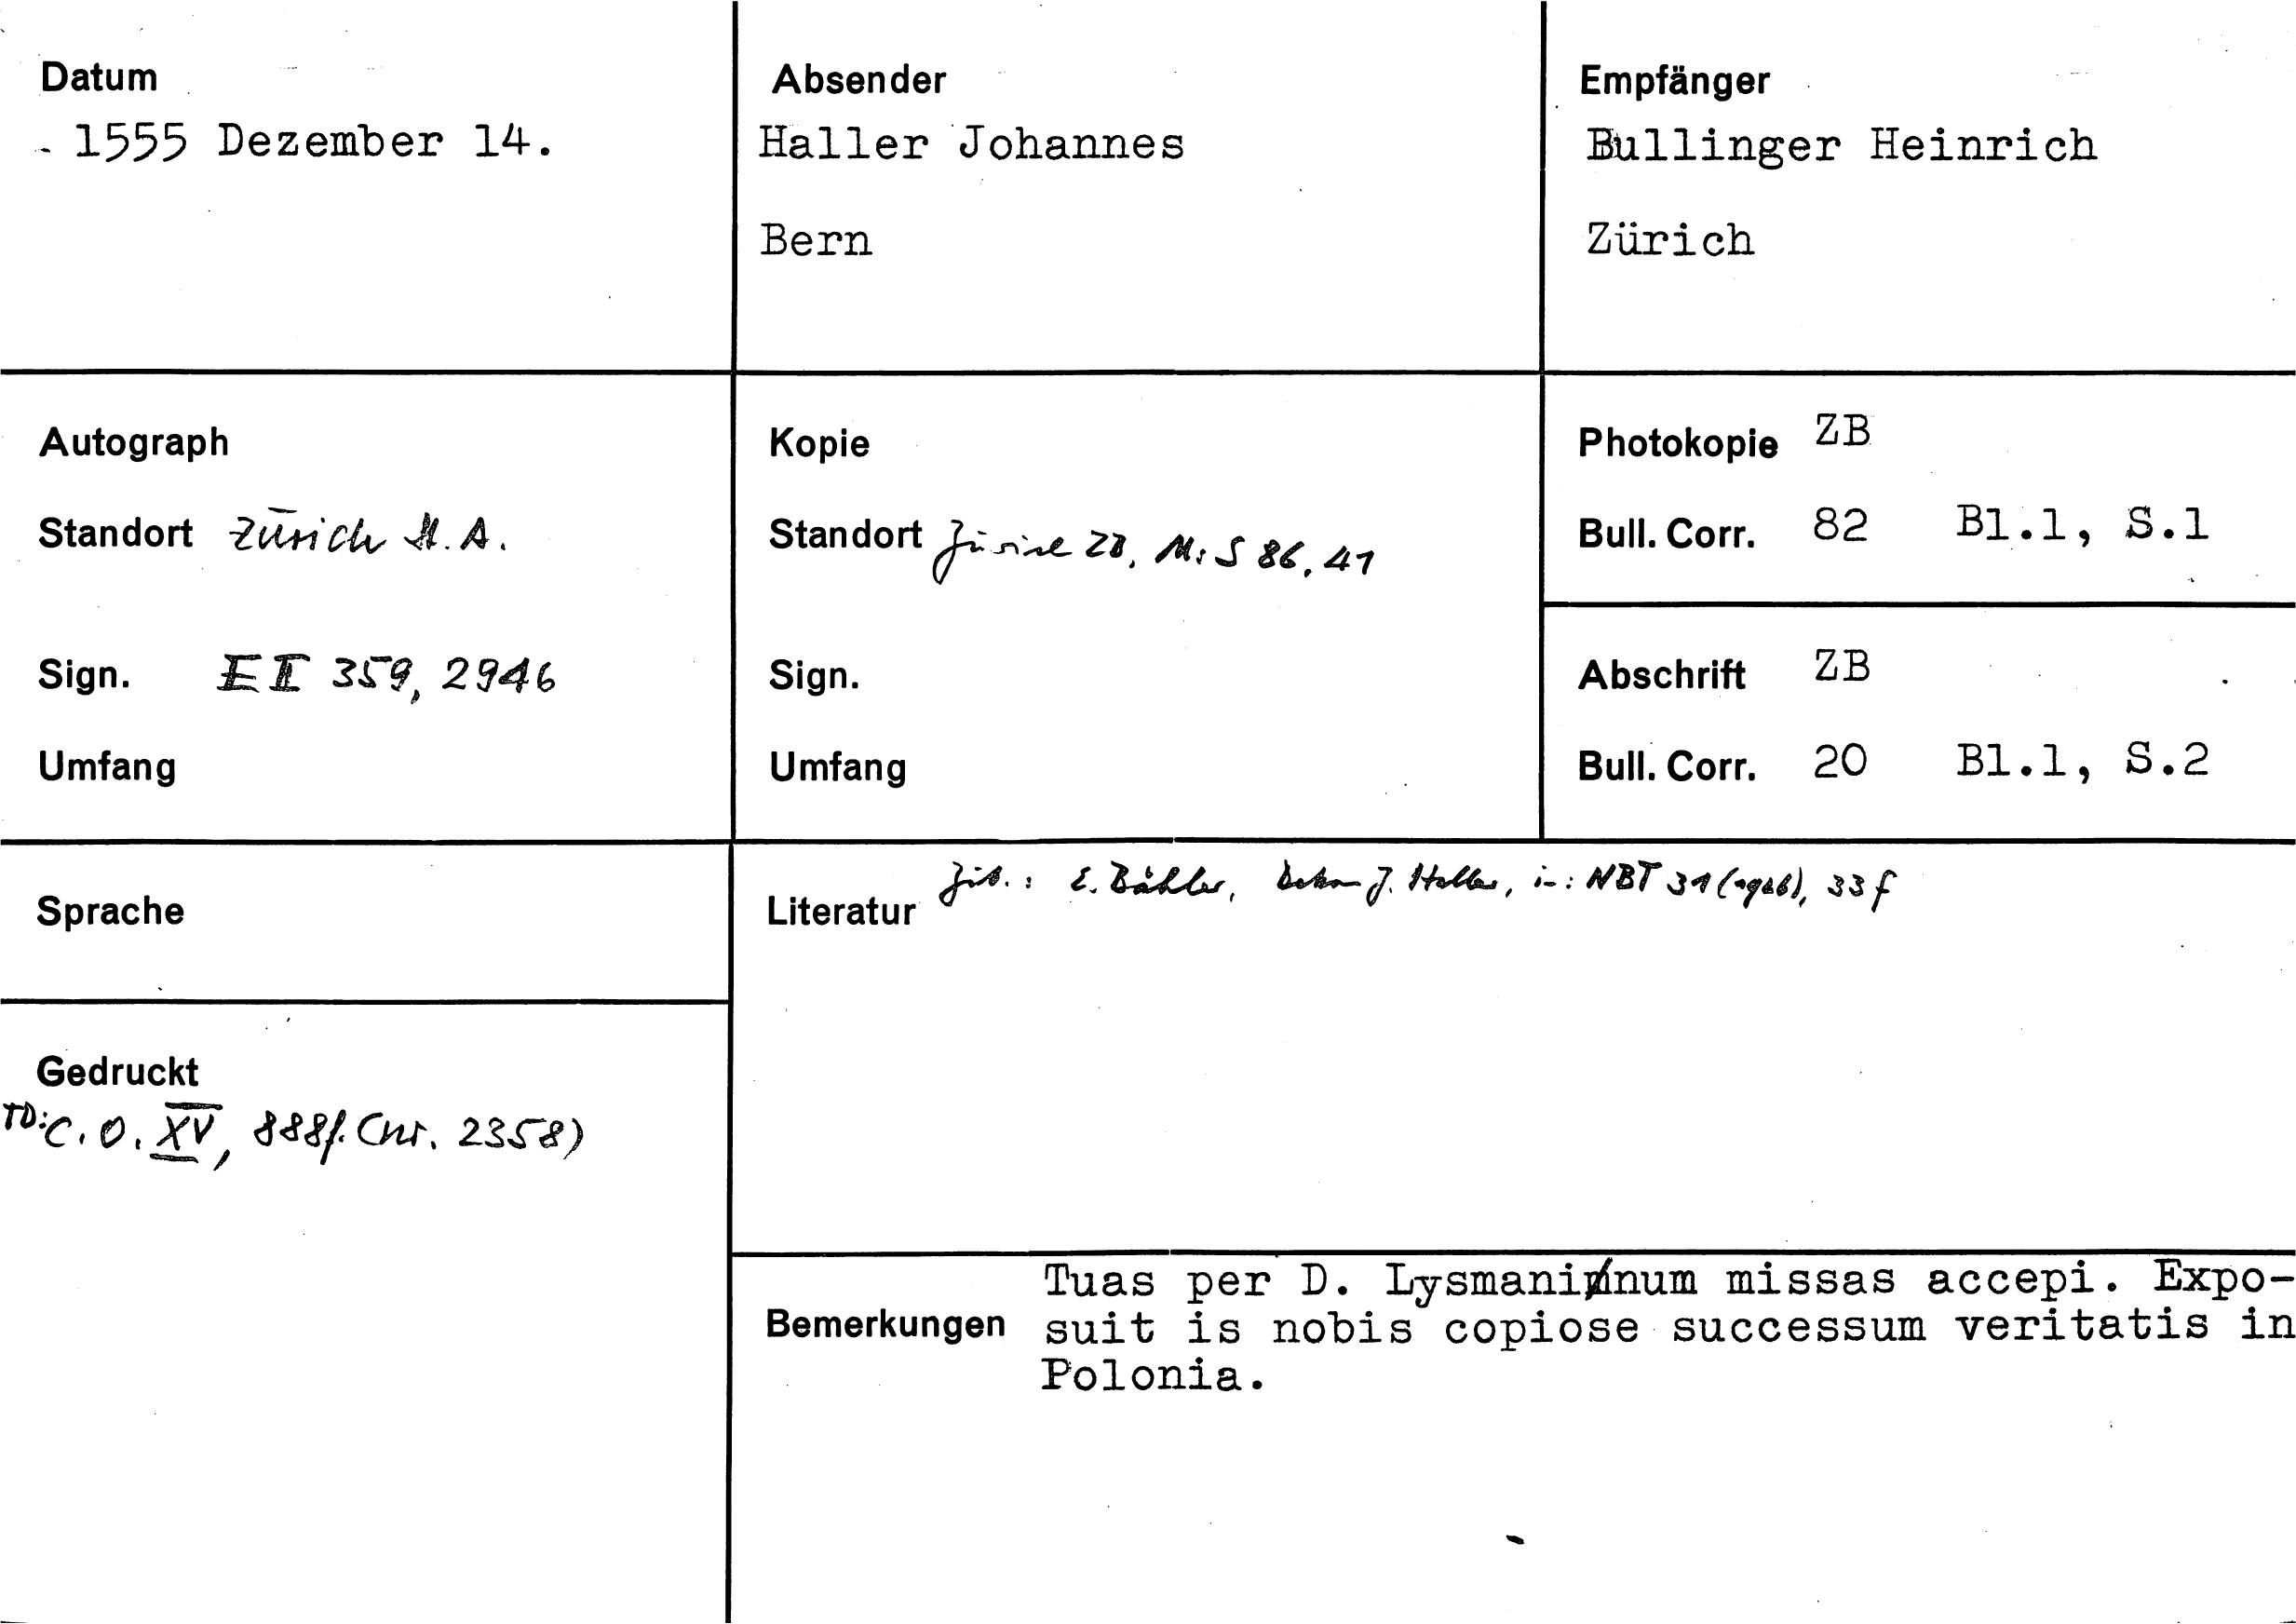 Datum
1555 Dezember 14.
Absender
Haller Johannes
Bern
Empfänger
Bullinger Heinrich
Zürich
Autograph
Standort Zürich St. A.
Sign. E II 359, 2946
Umfang
Kopie
Standort Zürich ZB, Ms S 86, 41
Sign.
Umfang
Photokopie ZB
Bull. Corr. 82 Bl.1, S.1
Abschrift ZB
Bull. Corr. 20 Bl.1, S.2
Sprache
Literatur Zit.: E. Bähler, Dekan J. Haller, in: NBT 31 (1926), 33f
Gedruckt
TD: C. O. XV, 888f. (nr. 2358)
Bemerkungen
Tuas per D. Lysmaninum missas accepi. Expo-
suit is nobis copiose successum veritatis in
Polonia.